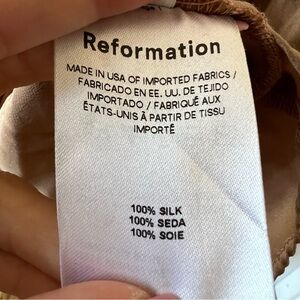 Reformation
MADE IN USA OF IMPORTED FABRICS /
FABRICADO EN EE. UU. DE TEJIDO
IMPORTADO / FABRIQUÉ AUX
ÉTATS-UNIS À PARTIR DE TISSU
IMPORTÉ
100% SILK
100% SEDA
100% SOIE